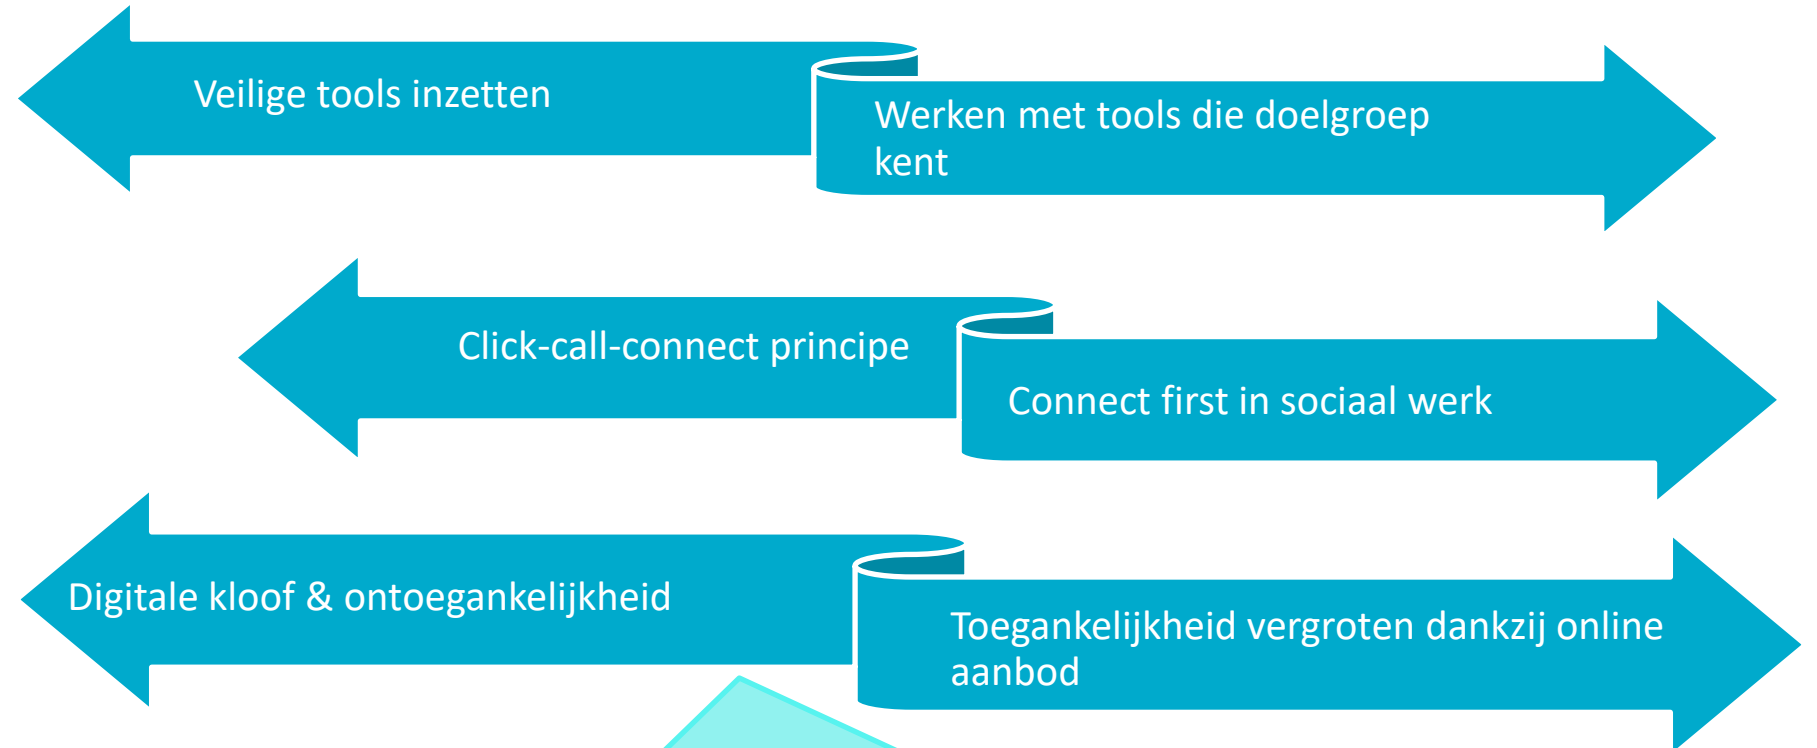 Veilige tools inzetten
Werken met tools die doelgroep
kent
Click-call-connect principe
Connect first in sociaal werk
Digitale kloof & ontoegankelijkheid
Toegankelijkheid vergroten dankzij online
aanbod